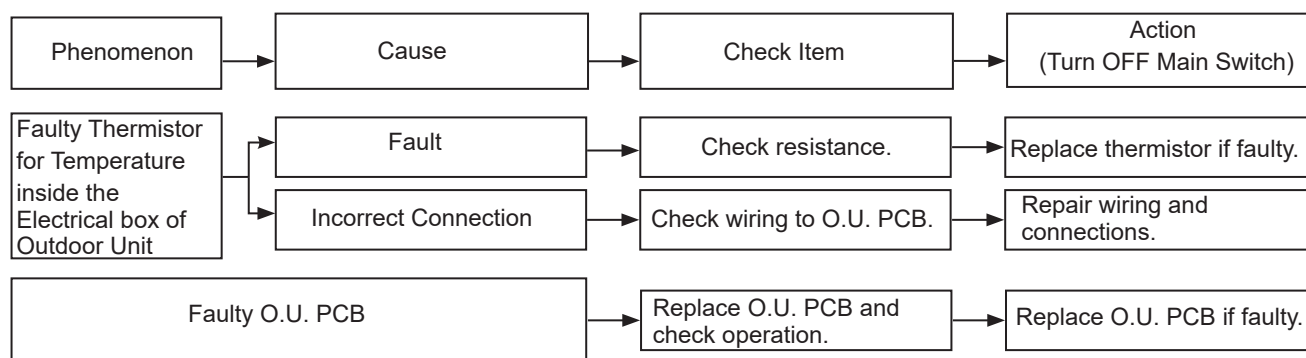 Phenomenon
Cause
Check Item
Action
(Turn OFF Main Switch)
Faulty Thermistor
for Temperature
inside the
Electrical box of
Outdoor Unit
Fault
Check resistance.
Replace thermistor if faulty.
Incorrect Connection
Check wiring to O.U. PCB.
Repair wiring and
connections.
Faulty O.U. PCB
Replace O.U. PCB and
check operation.
Replace O.U. PCB if faulty.